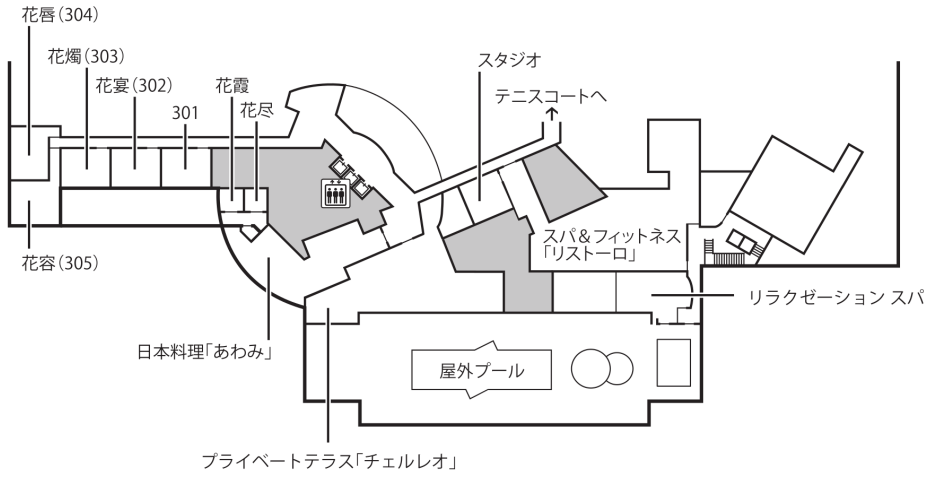 花唇(304)
花燭(303)
花宴(302)
301
花霞
花尽
スタジオ
テニスコートへ
スパ&フィットネス
「リストーロ」
花容(305)
リラクゼーション スパ
日本料理「あわみ」
屋外プール
プライベートテラス「チェルレオ」